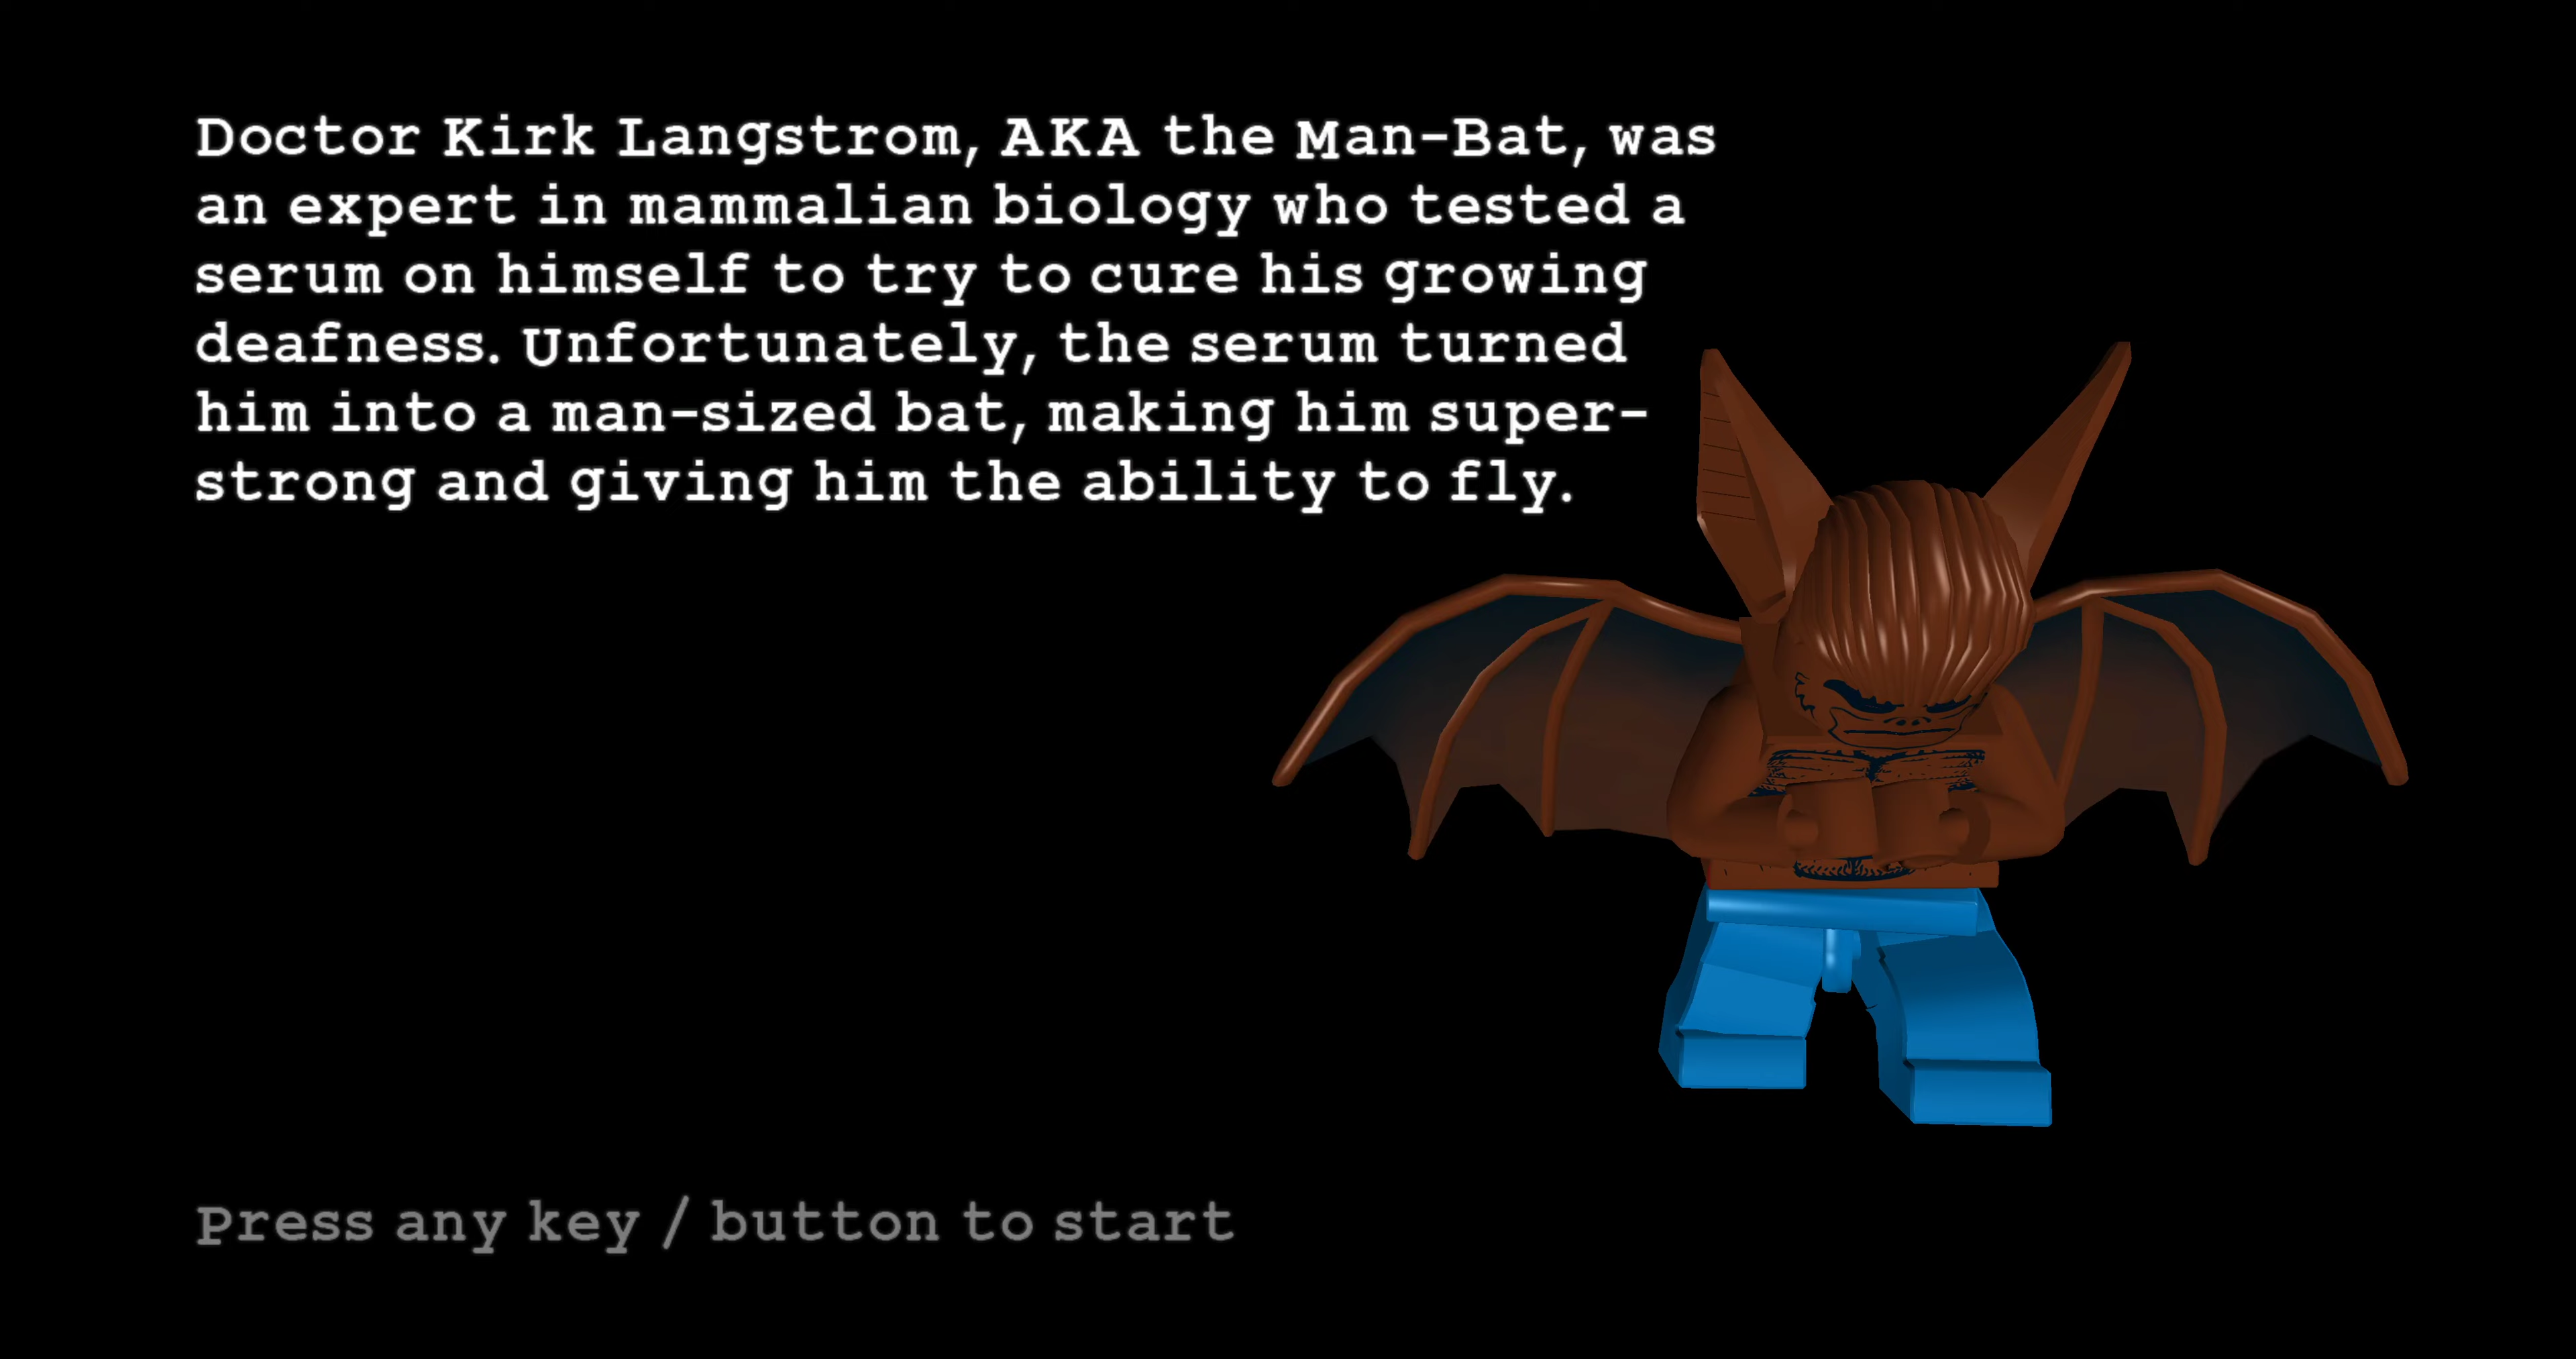 Doctor Kirk Langstrom, AKA the Man-Bat, was
an expert in mammalian biology who tested a
serum on himself to try to cure his growing
deafness. Unfortunately, the serum turned
him into a man-sized bat, making him super-
strong and giving him the ability to fly.
Press any key / button to start